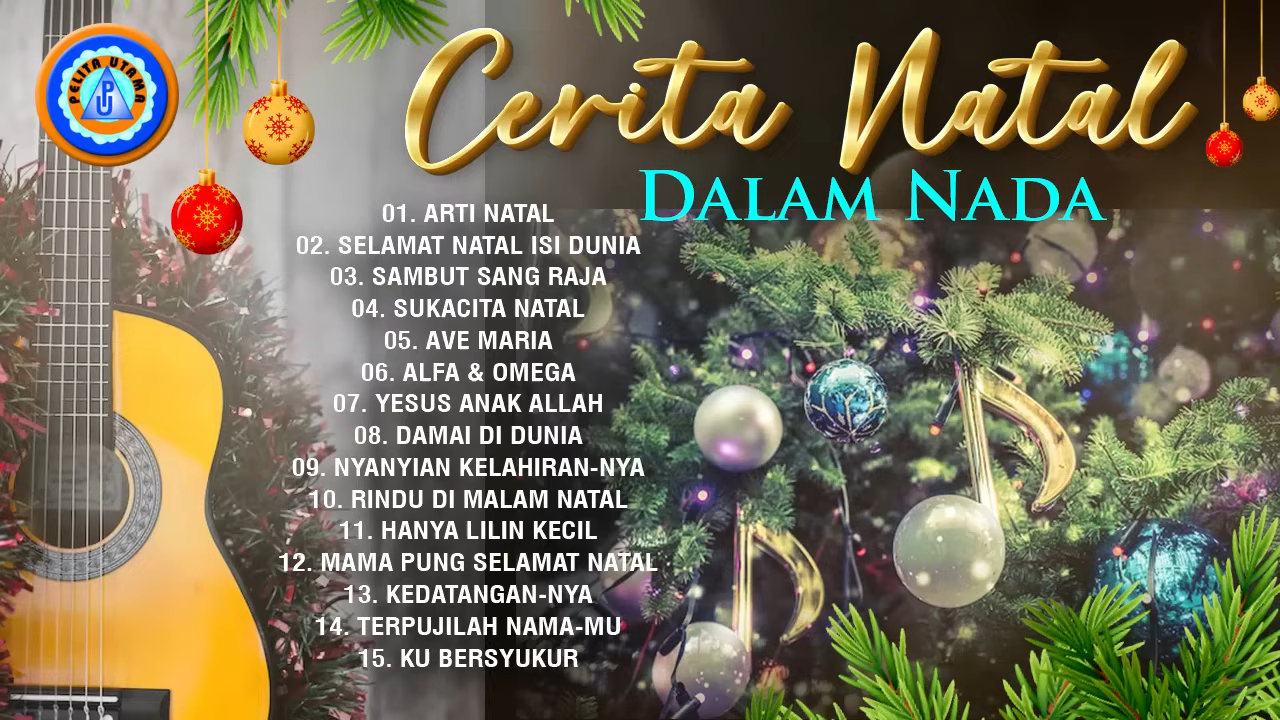 PELITA UTAMA
PU
Cerita Natal
DALAM NADA
01. ARTI NATAL
02. SELAMAT NATAL ISI DUNIA
03. SAMBUT SANG RAJA
04. SUKACITA NATAL
05. AVE MARIA
06. ALFA & OMEGA
07. YESUS ANAK ALLAH
08. DAMAI DI DUNIA
09. NYANYIAN KELAHIRAN-NYA
10. RINDU DI MALAM NATAL
11. HANYA LILIN KECIL
12. MAMA PUNG SELAMAT NATAL
13. KEDATANGAN-NYA
14. TERPUJILAH NAMA-MU
15. KU BERSYUKUR